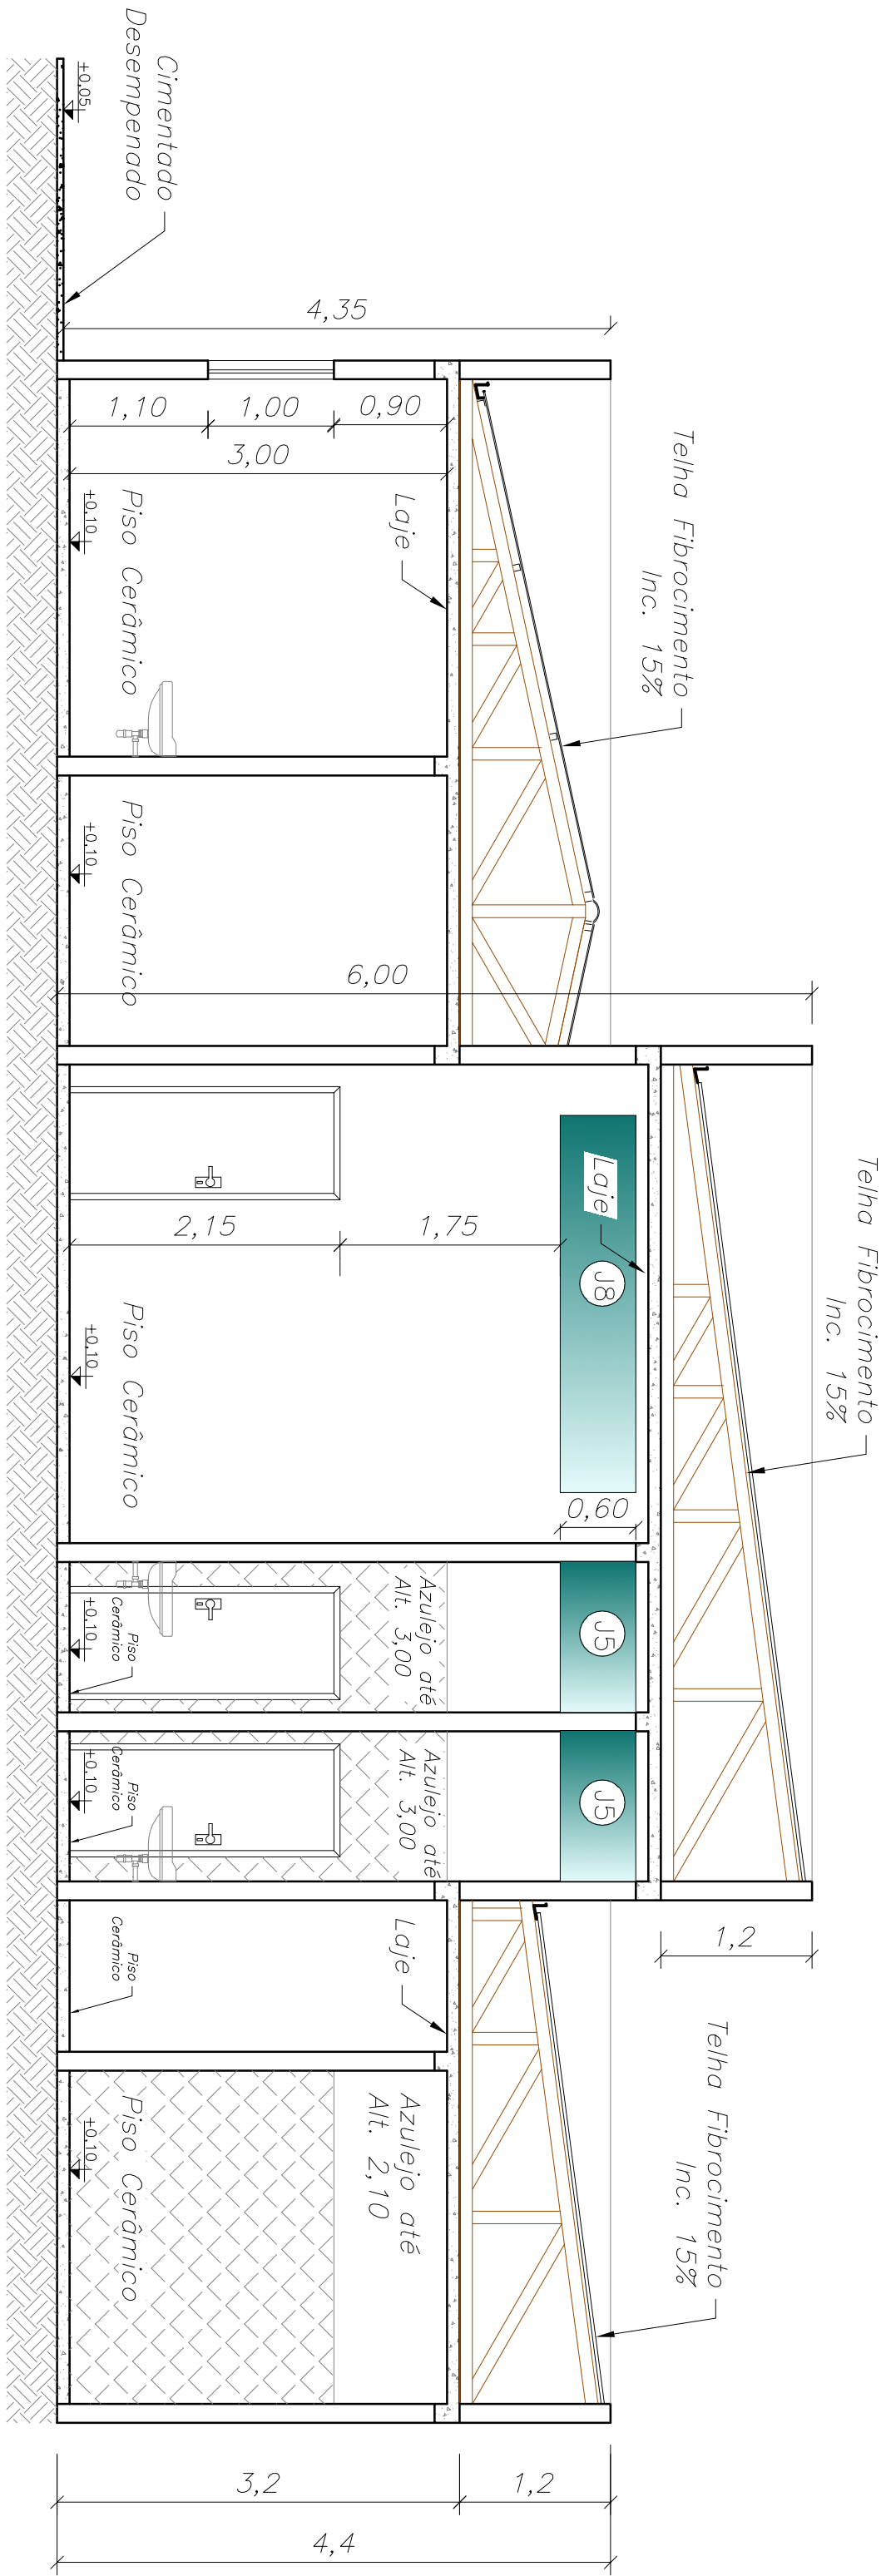 Cimentado
Desempenado
+0,05
4,35
1,10
1,00
0,90
3,00
Laje
Piso Cerâmico
+0,10
Telha Fibrocimento
Inc. 15%
Piso Cerâmico
+0,10
6,00
2,15
1,75
Laje
J8
0,60
Piso Cerâmico
+0,10
Telha Fibrocimento
Inc. 15%
J5
Azulejo até
Alt. 3,00
Piso
Cerâmico
+0,10
J5
Azulejo até
Alt. 3,00
Piso
Cerâmico
+0,10
1,2
Laje
Piso
Cerâmico
Telha Fibrocimento
Inc. 15%
Azulejo até
Alt. 2,10
Piso Cerâmico
+0,10
3,2
1,2
4,4